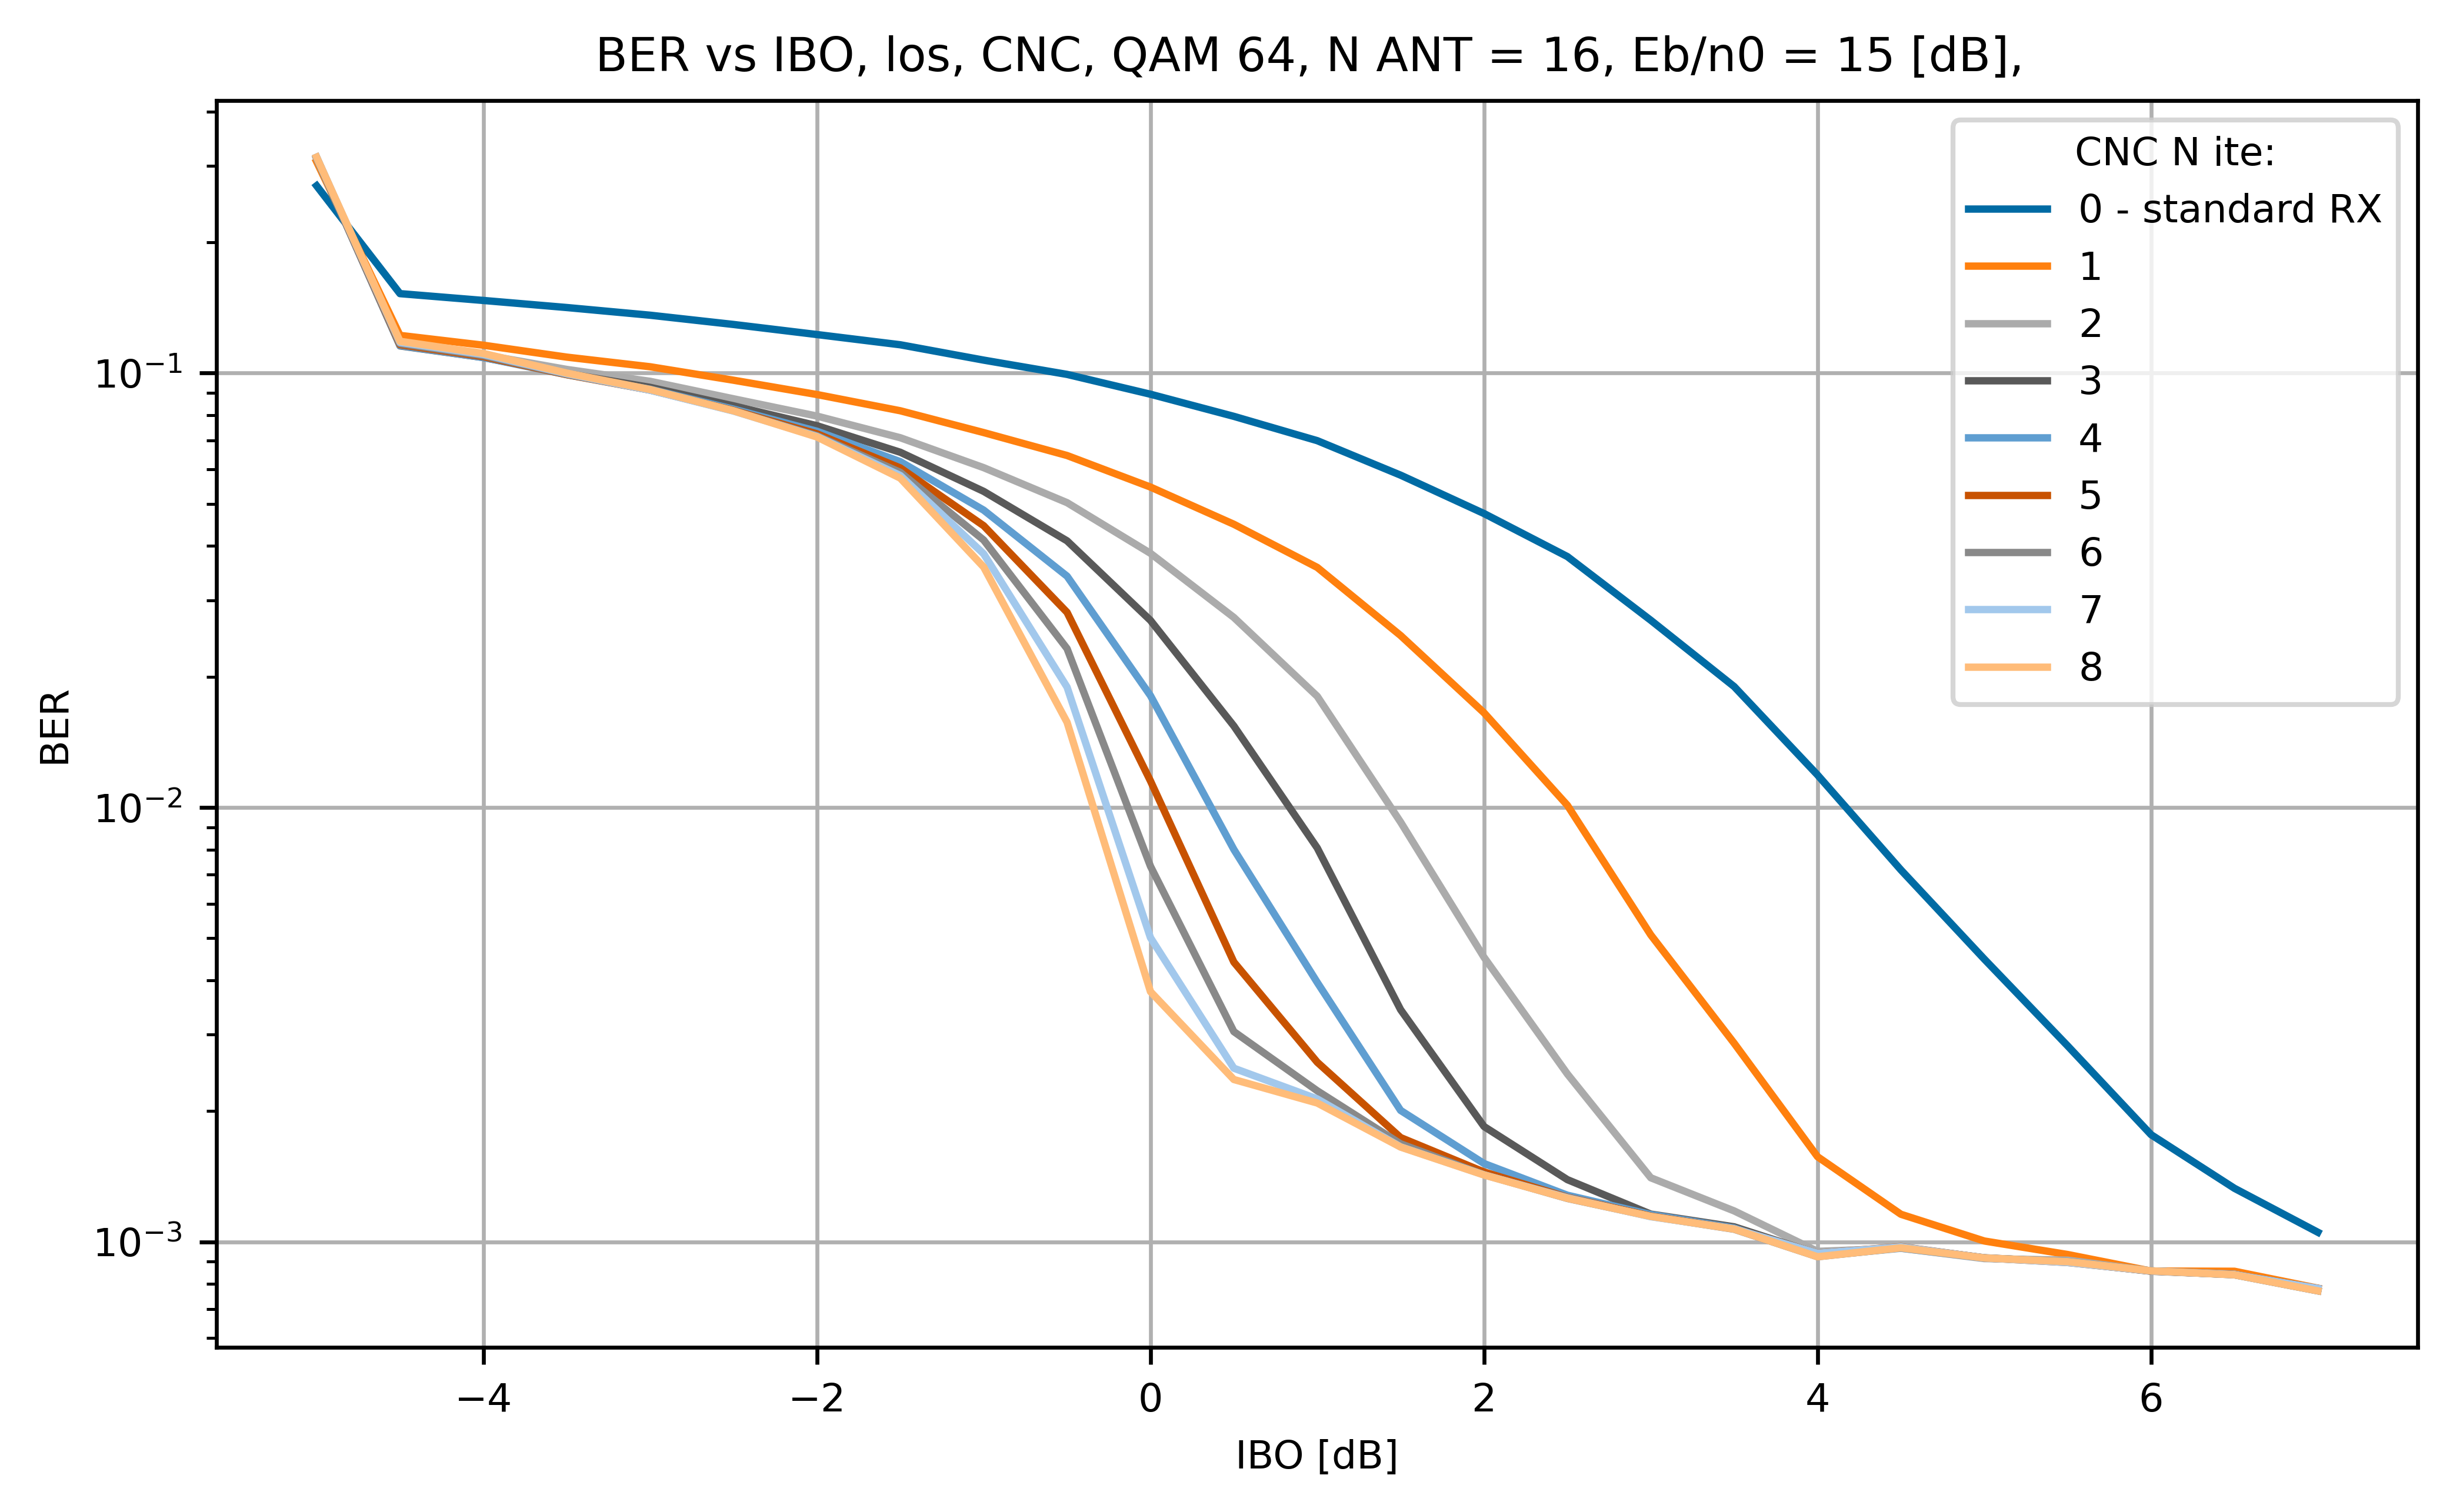 BER vs IBO, los, CNC, QAM 64, N ANT = 16, Eb/n0 = 15 [dB],
CNC N ite:
0 - standard RX
1
2
3
4
5
6
7
8
BER
10⁻¹
10⁻²
10⁻³
−4 −2 0 2 4 6
IBO [dB]